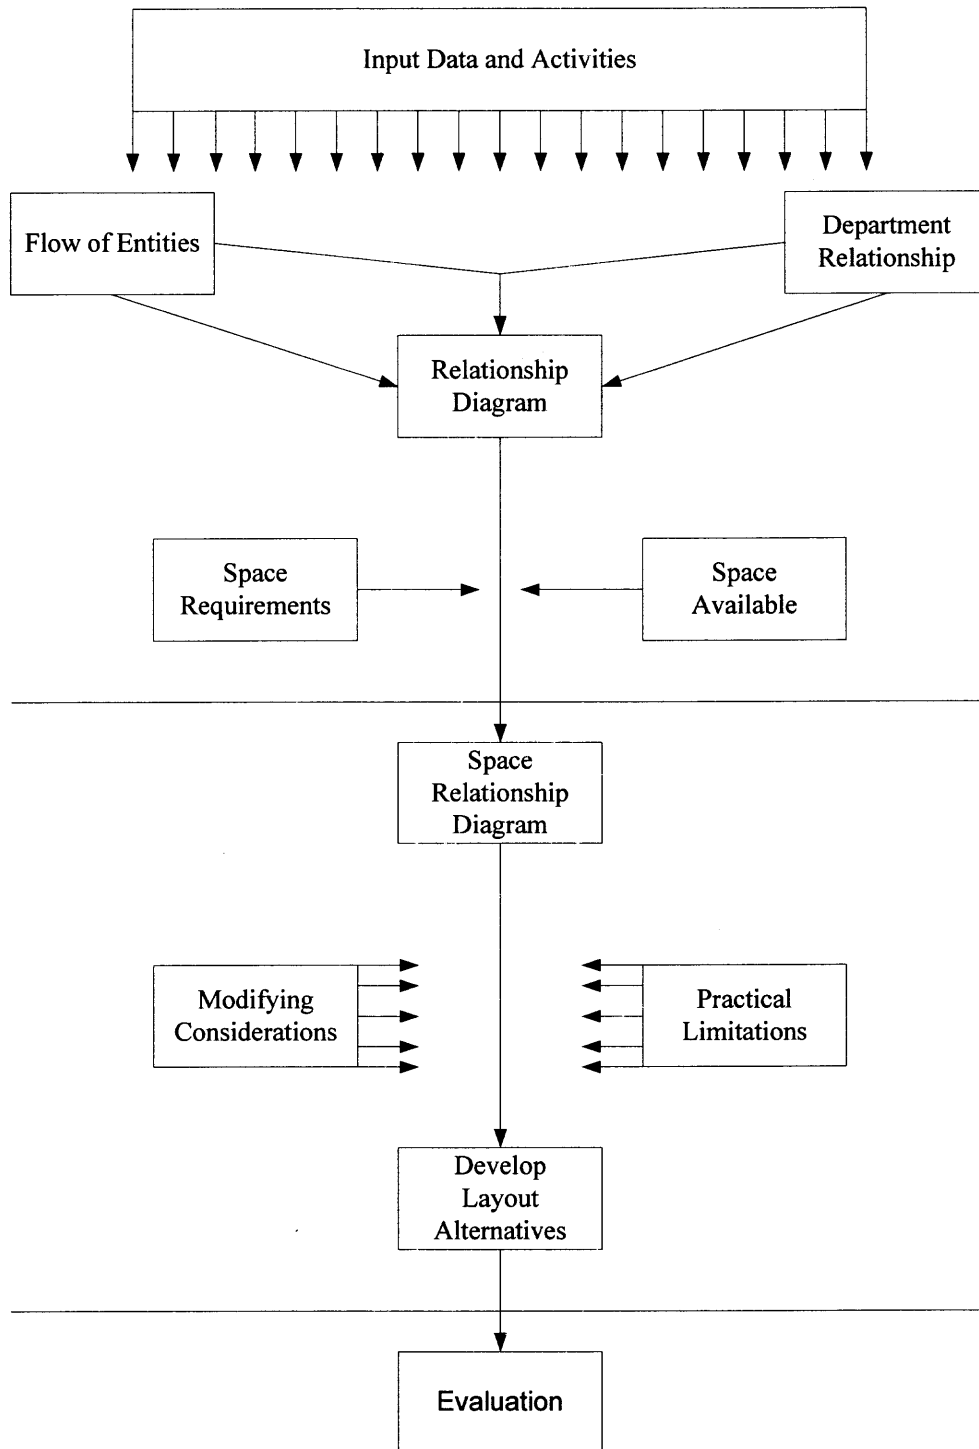 Input Data and Activities
Flow of Entities
Department
Relationship
Relationship
Diagram
Space
Requirements
Space
Available
Space
Relationship
Diagram
Modifying
Considerations
Practical
Limitations
Develop
Layout
Alternatives
Evaluation